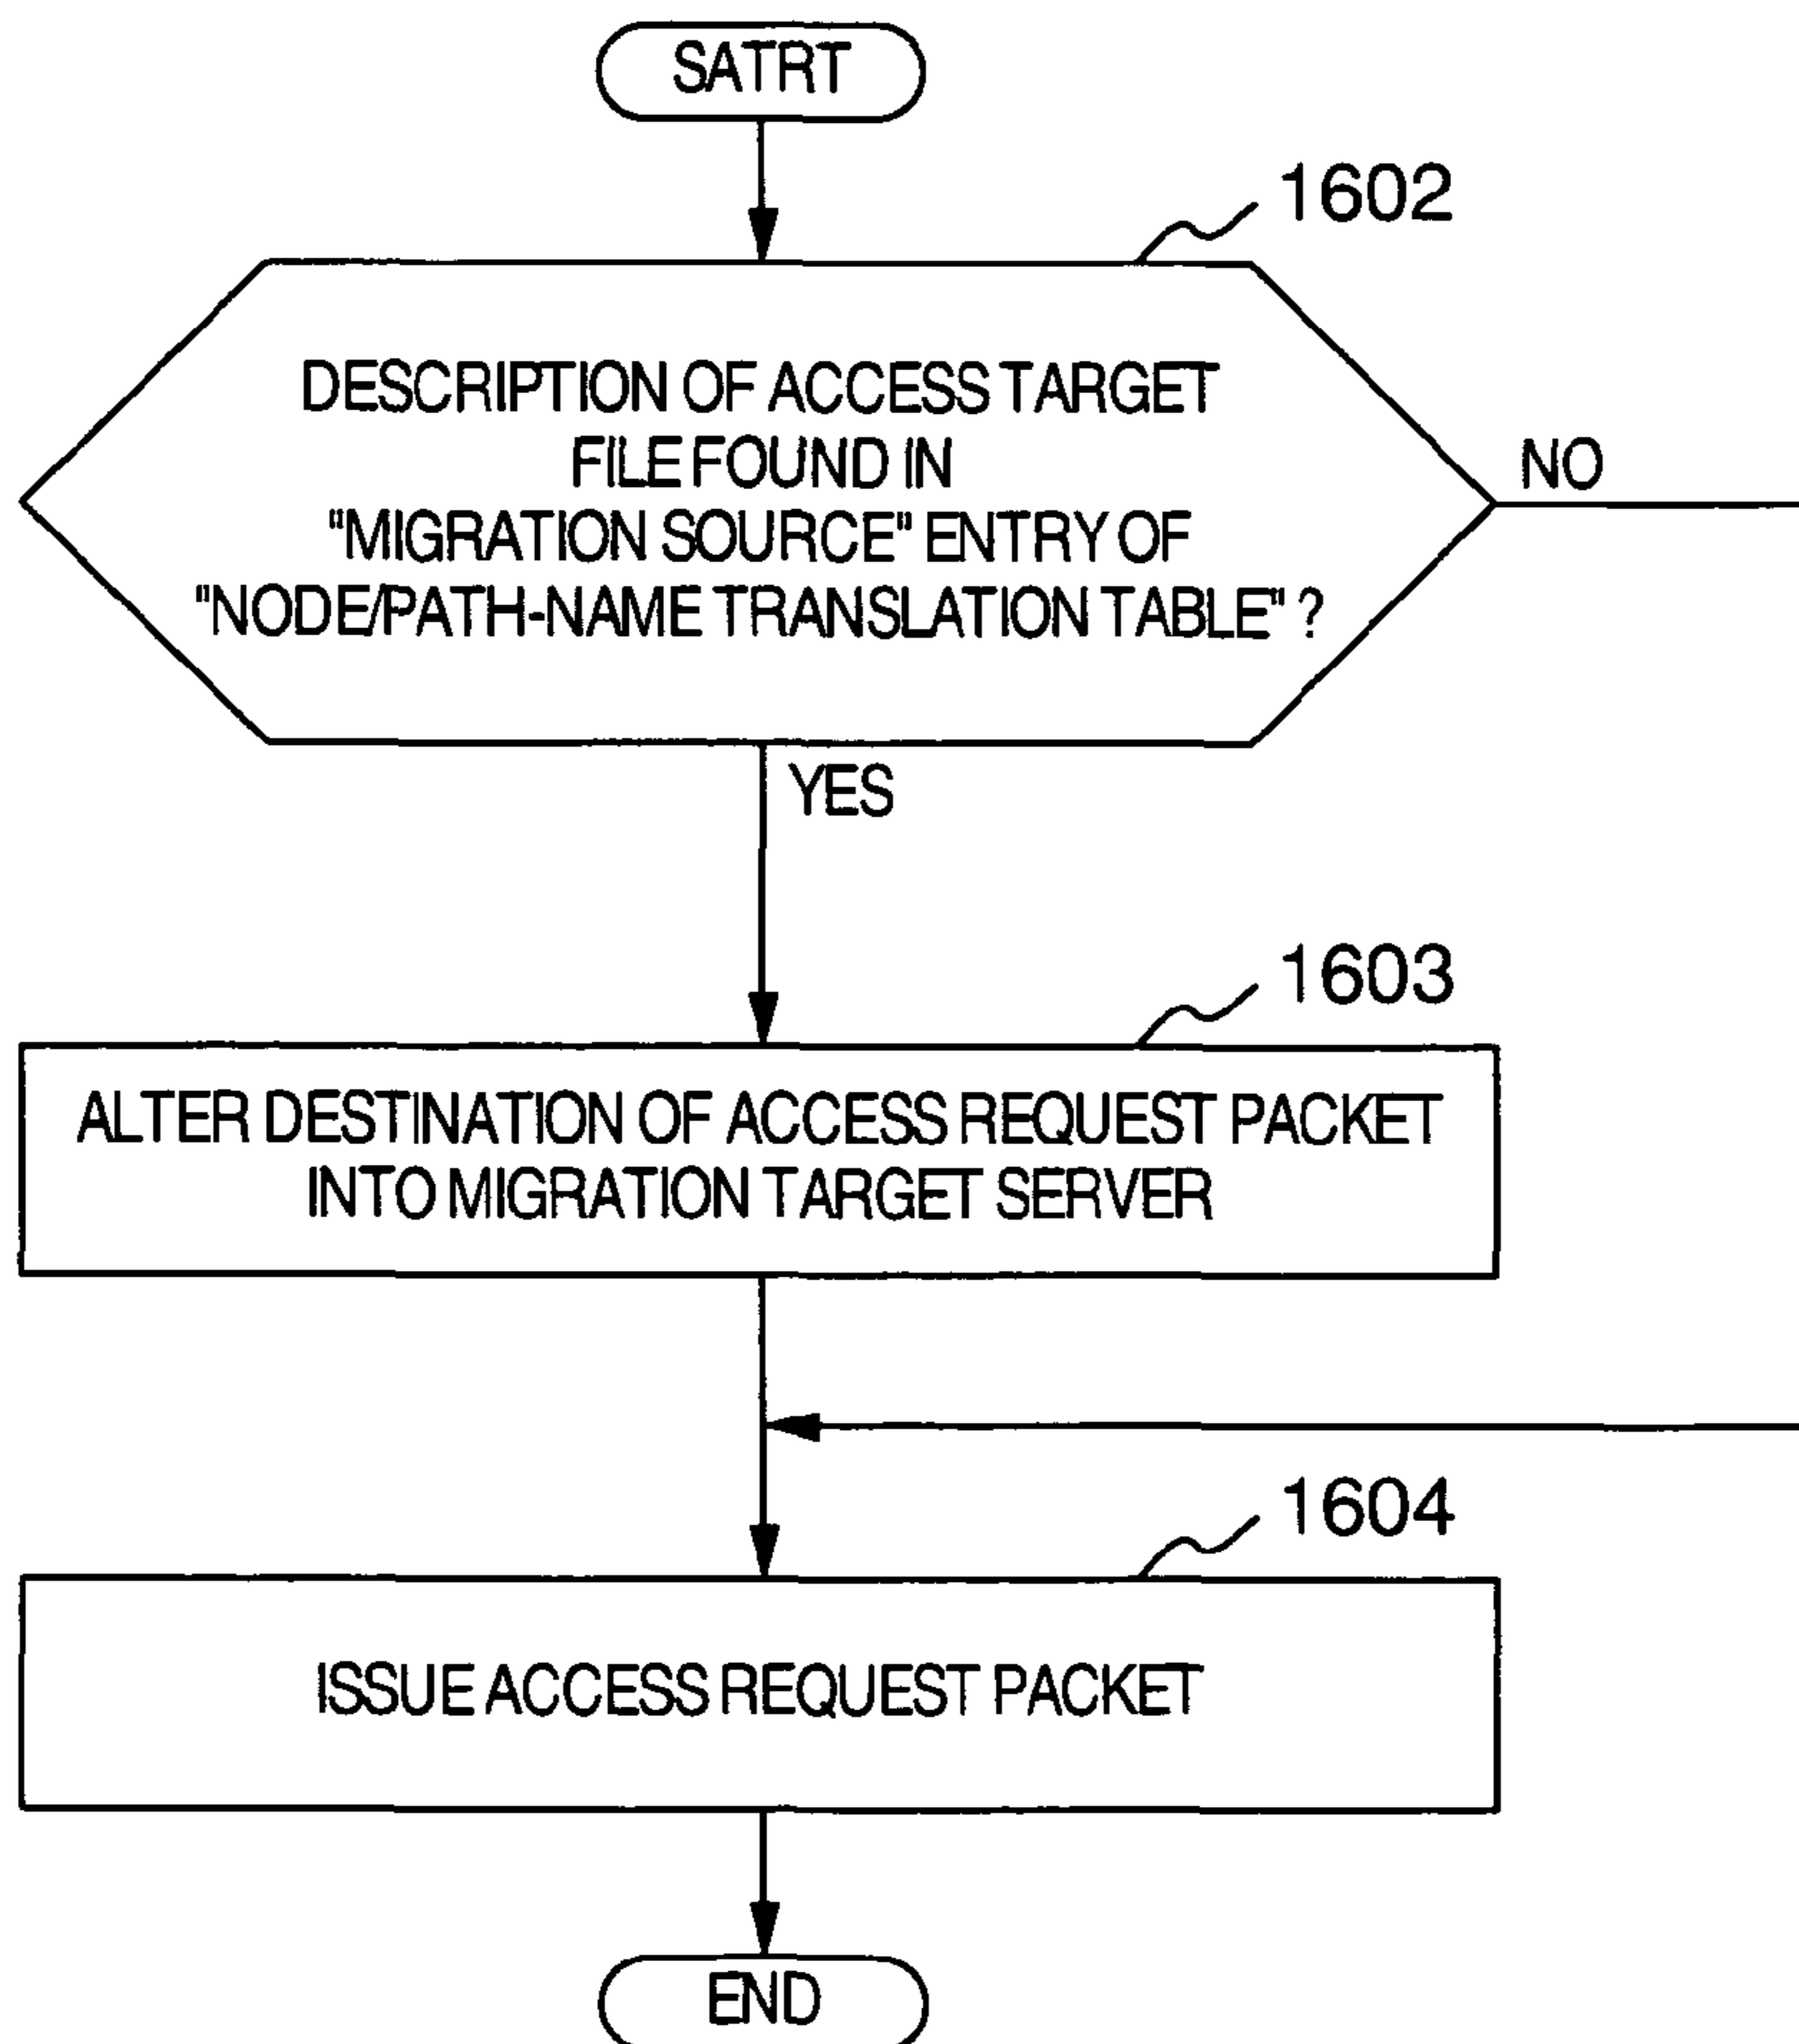 SATRT
1602
DESCRIPTION OF ACCESS TARGET
FILE FOUND IN
"MIGRATION SOURCE" ENTRY OF
"NODE/PATH-NAME TRANSLATION TABLE" ?
NO
YES
1603
ALTER DESTINATION OF ACCESS REQUEST PACKET
INTO MIGRATION TARGET SERVER
1604
ISSUE ACCESS REQUEST PACKET
END